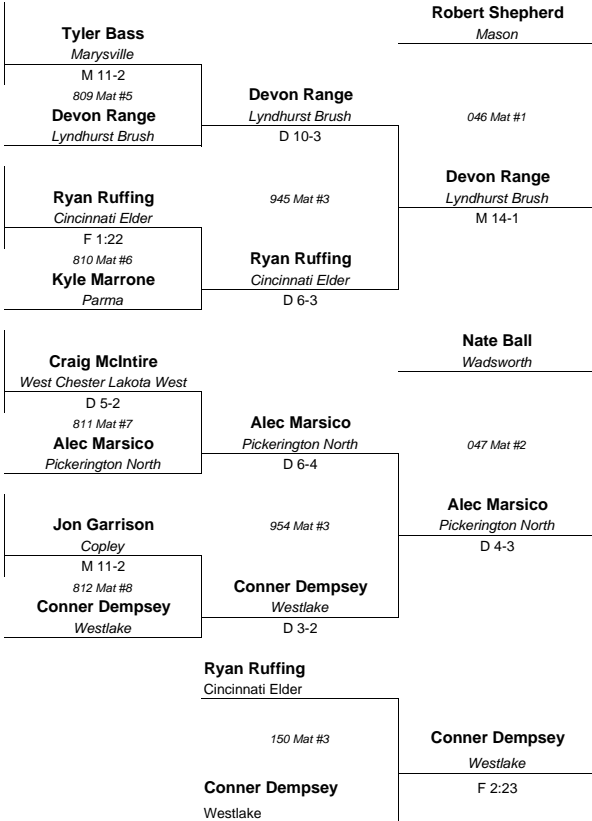 Robert Shepherd
Mason
Tyler Bass
Marysville
M 11-2
809 Mat #5
Devon Range
Lyndhurst Brush
Devon Range
Lyndhurst Brush
D 10-3
046 Mat #1
Devon Range
Lyndhurst Brush
M 14-1
Ryan Ruffing
Cincinnati Elder
F 1:22
810 Mat #6
Kyle Marrone
Parma
945 Mat #3
Ryan Ruffing
Cincinnati Elder
D 6-3
Nate Ball
Wadsworth
Craig McIntire
West Chester Lakota West
D 5-2
811 Mat #7
Alec Marsico
Pickerington North
Alec Marsico
Pickerington North
D 6-4
047 Mat #2
Alec Marsico
Pickerington North
D 4-3
Jon Garrison
Copley
M 11-2
812 Mat #8
Conner Dempsey
Westlake
954 Mat #3
Conner Dempsey
Westlake
D 3-2
Ryan Ruffing
Cincinnati Elder
150 Mat #3
Conner Dempsey
Westlake
Conner Dempsey
Westlake
F 2:23